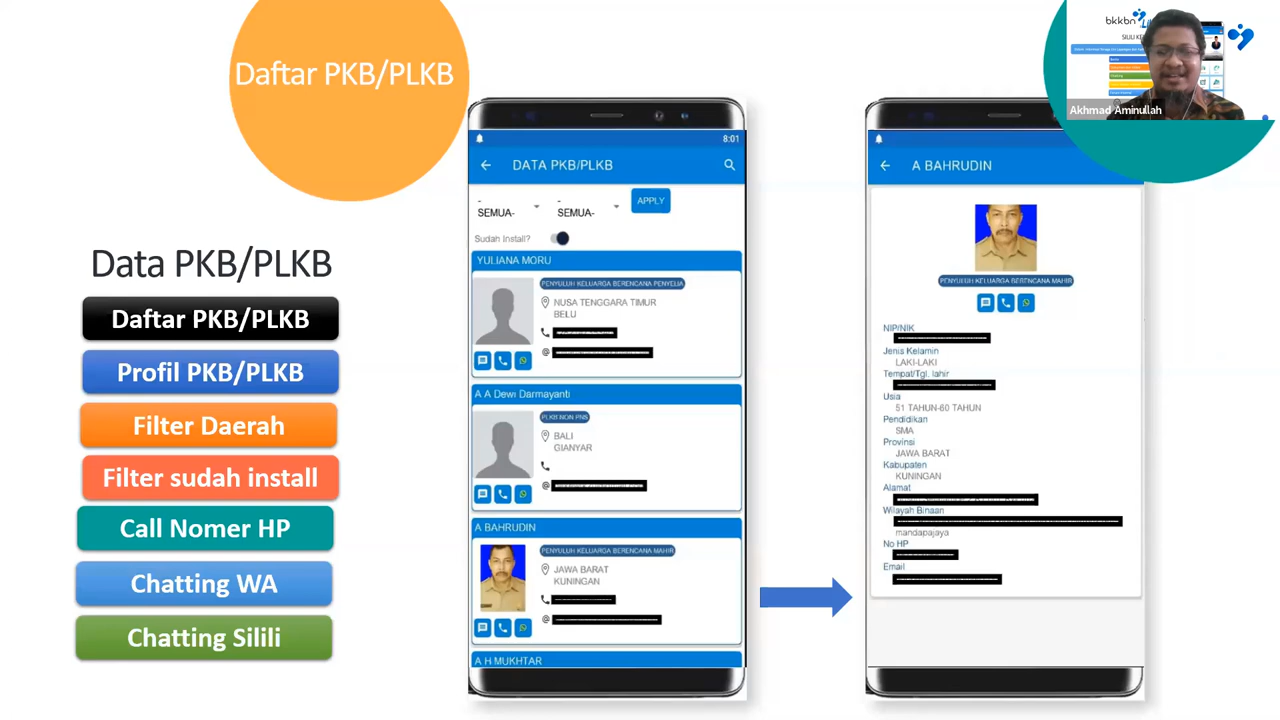 Daftar PKB/PLKB
Data PKB/PLKB
Daftar PKB/PLKB
Profil PKB/PLKB
Filter Daerah
Filter sudah install
Call Nomer HP
Chatting WA
Chatting Silili
8:01
DATA PKB/PLKB
-
SEMUA-
-
SEMUA-
APPLY
Sudah Install?
YULIANA MORU
PENYULUH KELUARGA BERENCANA PENYELIA
NUSA TENGGARA TIMUR
BELU
@
A A Dewi Darmayanti
PLKB NON PNS
BALI
GIANYAR
@
A BAHRUDIN
PENYULUH KELUARGA BERENCANA MAHIR
JAWA BARAT
KUNINGAN
@
A H MUKHTAR
A BAHRUDIN
PENYULUH KELUARGA BERENCANA MAHIR
NIP/NIK
Jenis Kelamin
LAKI-LAKI
Tempat/Tgl. lahir
Usia
51 TAHUN-60 TAHUN
Pendidikan
SMA
Provinsi
JAWA BARAT
Kabupaten
KUNINGAN
Alamat
Wilayah Binaan
mandapajaya
No HP
Email
bkkbn
Akhmad Aminullah